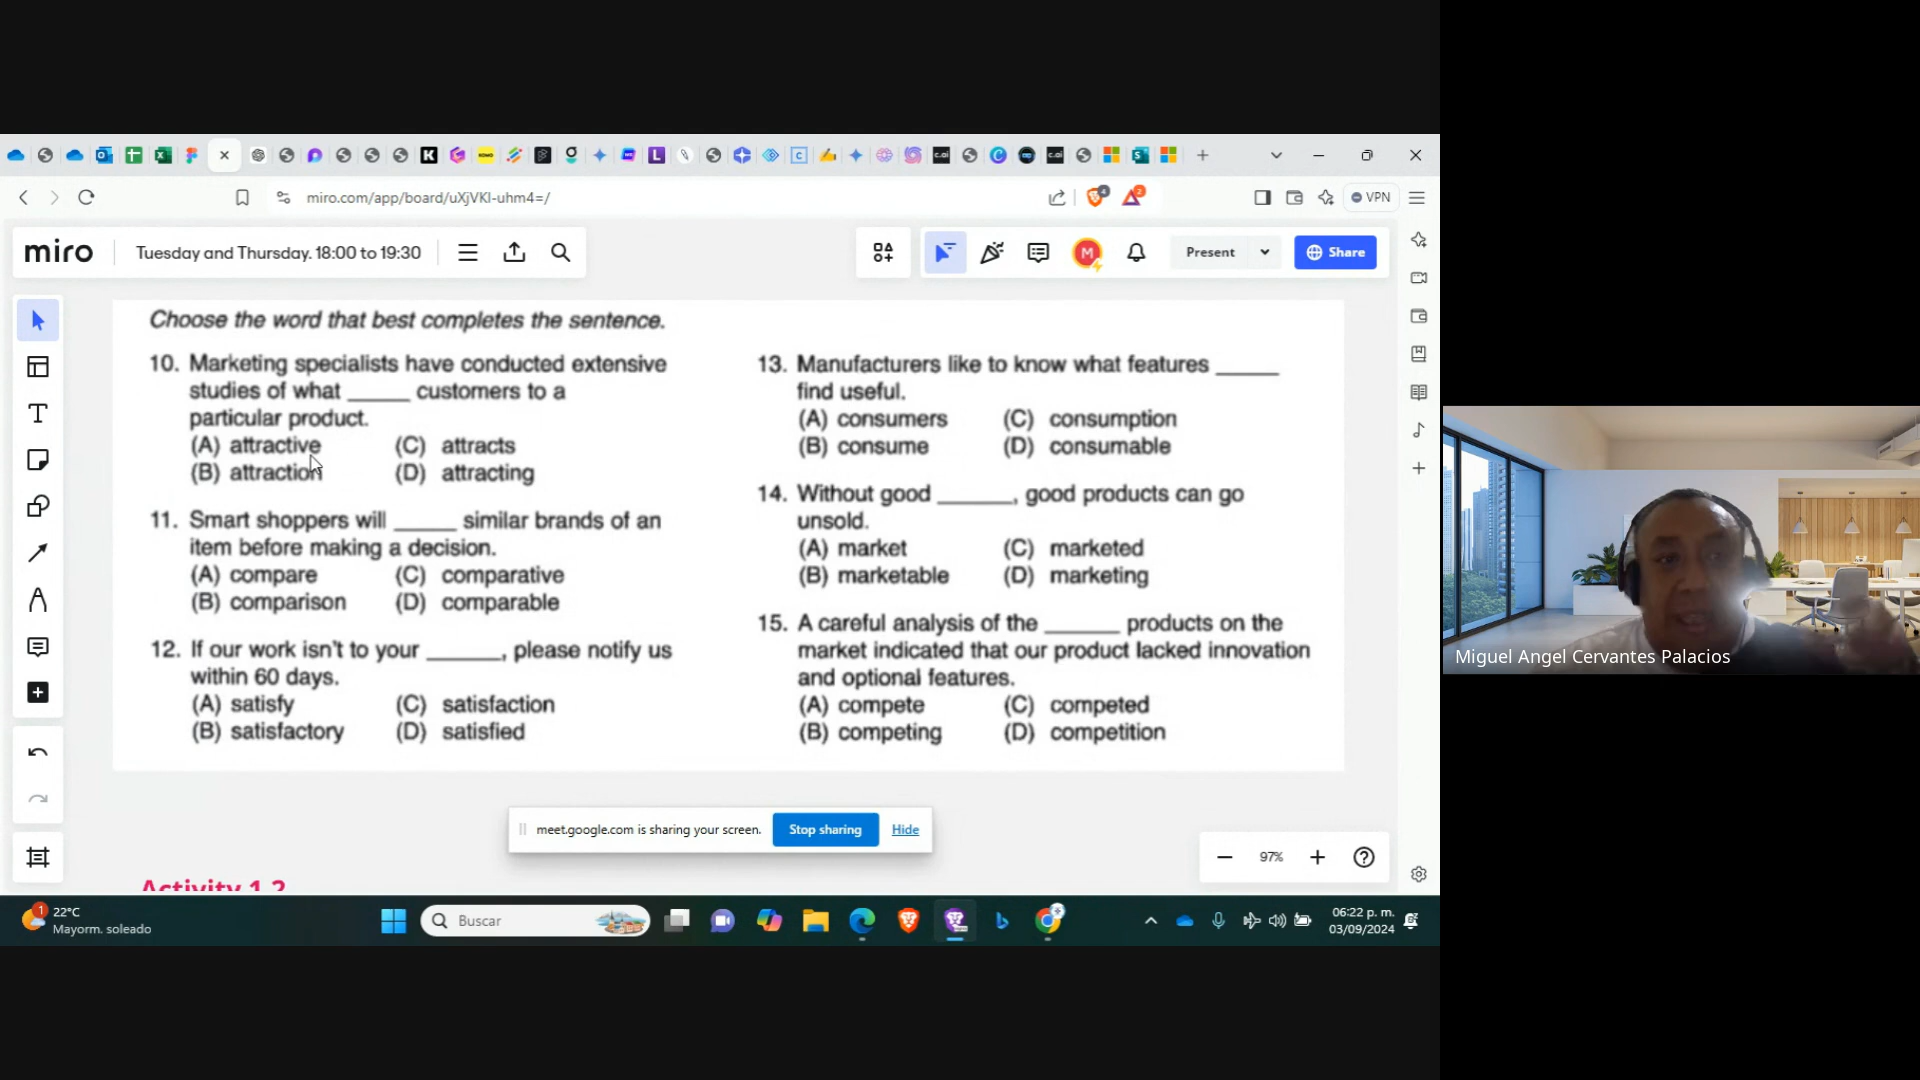 miro.com/app/board/uXjVKI-uhm4=/
VPN
miro
Tuesday and Thursday. 18:00 to 19:30
Present
Share
Choose the word that best completes the sentence.
10. Marketing specialists have conducted extensive
studies of what _____ customers to a
particular product.
(A) attractive (C) attracts
(B) attraction (D) attracting
11. Smart shoppers will _____ similar brands of an
item before making a decision.
(A) compare (C) comparative
(B) comparison (D) comparable
12. If our work isn't to your ______, please notify us
within 60 days.
(A) satisfy (C) satisfaction
(B) satisfactory (D) satisfied
13. Manufacturers like to know what features _____
find useful.
(A) consumers (C) consumption
(B) consume (D) consumable
14. Without good ______, good products can go
unsold.
(A) market (C) marketed
(B) marketable (D) marketing
15. A careful analysis of the ______ products on the
market indicated that our product lacked innovation
and optional features.
(A) compete (C) competed
(B) competing (D) competition
meet.google.com is sharing your screen. Stop sharing Hide
97%
Activity 1.2
Miguel Angel Cervantes Palacios
22°C
Mayorm. soleado
Buscar
06:22 p. m.
03/09/2024